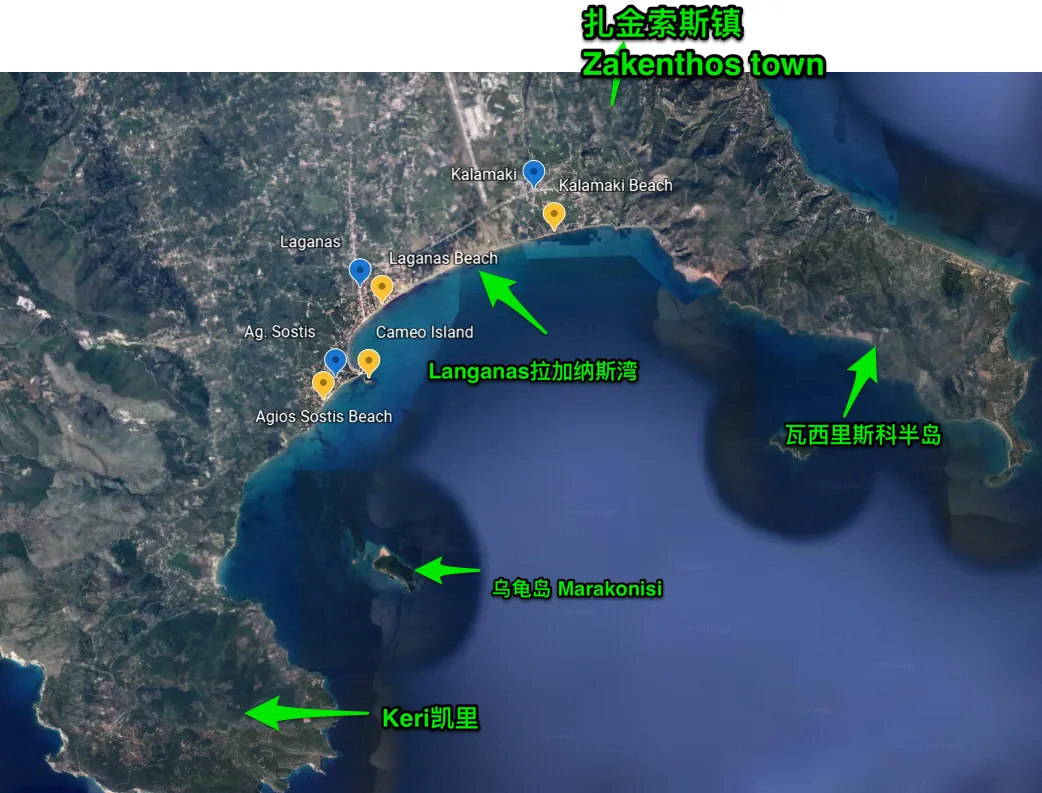 扎金索斯镇
Zakenthos town
Kalamaki
Kalamaki Beach
Laganas
Laganas Beach
Ag. Sostis
Cameo Island
Langanas拉加纳斯湾
Agios Sostis Beach
瓦西里斯科半岛
乌龟岛 Marakonisi
Keri凯里